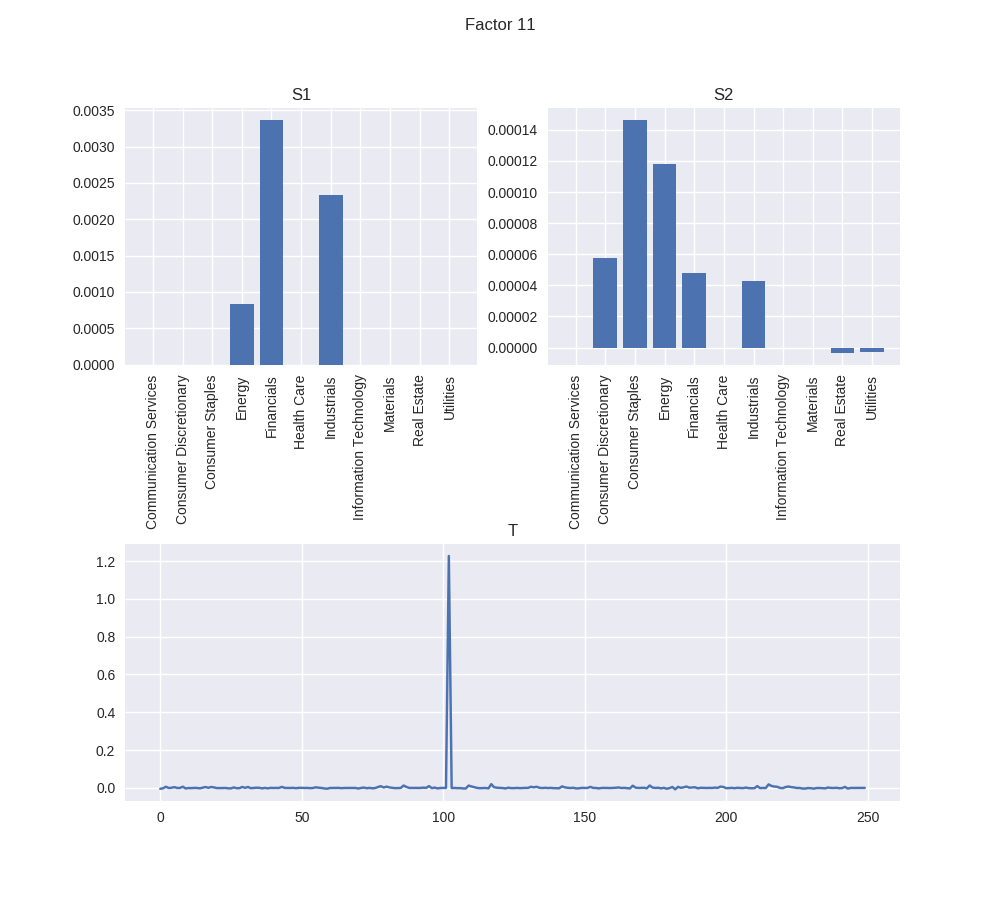 Factor 11
S1
0.0035
0.0030
0.0025
0.0020
0.0015
0.0010
0.0005
0.0000
Communication Services
Consumer Discretionary
Consumer Staples
Energy
Financials
Health Care
Industrials
Information Technology
Materials
Real Estate
Utilities
S2
0.00014
0.00012
0.00010
0.00008
0.00006
0.00004
0.00002
0.00000
Communication Services
Consumer Discretionary
Consumer Staples
Energy
Financials
Health Care
Industrials
Information Technology
Materials
Real Estate
Utilities
T
1.2
1.0
0.8
0.6
0.4
0.2
0.0
0 50 100 150 200 250